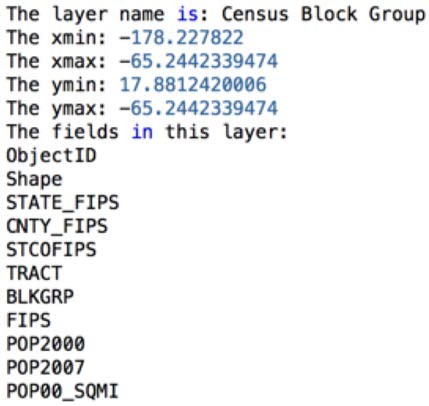 The layer name is: Census Block Group
The xmin: -178.227822
The xmax: -65.2442339474
The ymin: 17.8812420006
The ymax: -65.2442339474
The fields in this layer:
ObjectID
Shape
STATE_FIPS
CNTY_FIPS
STCOFIPS
TRACT
BLKGRP
FIPS
POP2000
POP2007
POP00_SQMI